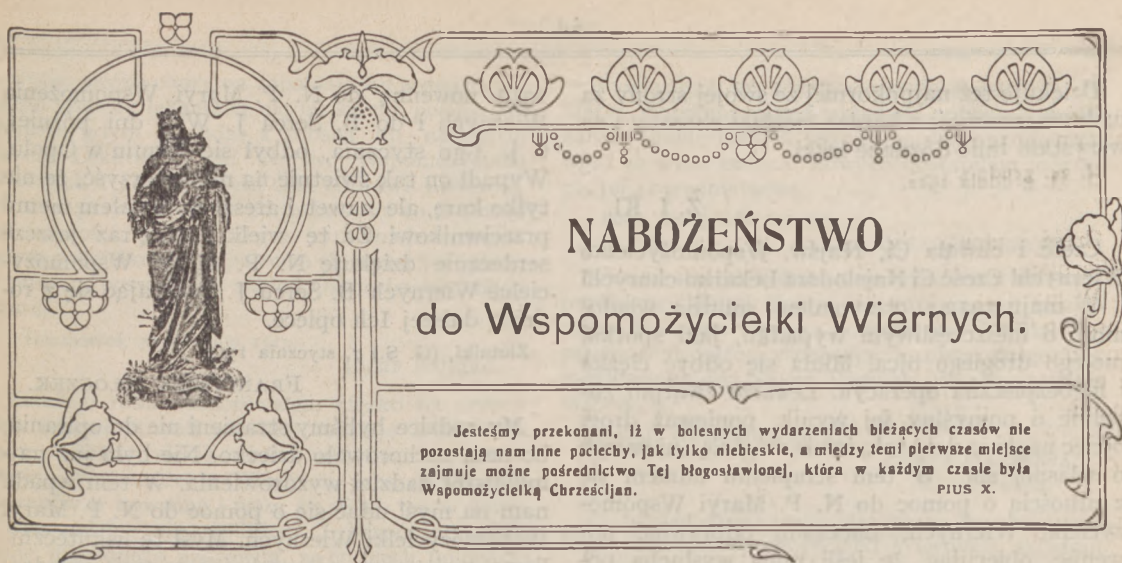 NABOŻEŃSTWO
do Wspomożycielki Wiernych.
Jesteśmy przekonani, iż w bolesnych wydarzeniach bieżących czasów nie
pozostają nam inne pociechy, jak tylko niebieskie, a między temi pierwsze miejsce
zajmuje możne pośrednictwo Tej błogosławionej, która w każdym czasie była
Wspomożycielką Chrześcijan. PIUS X.